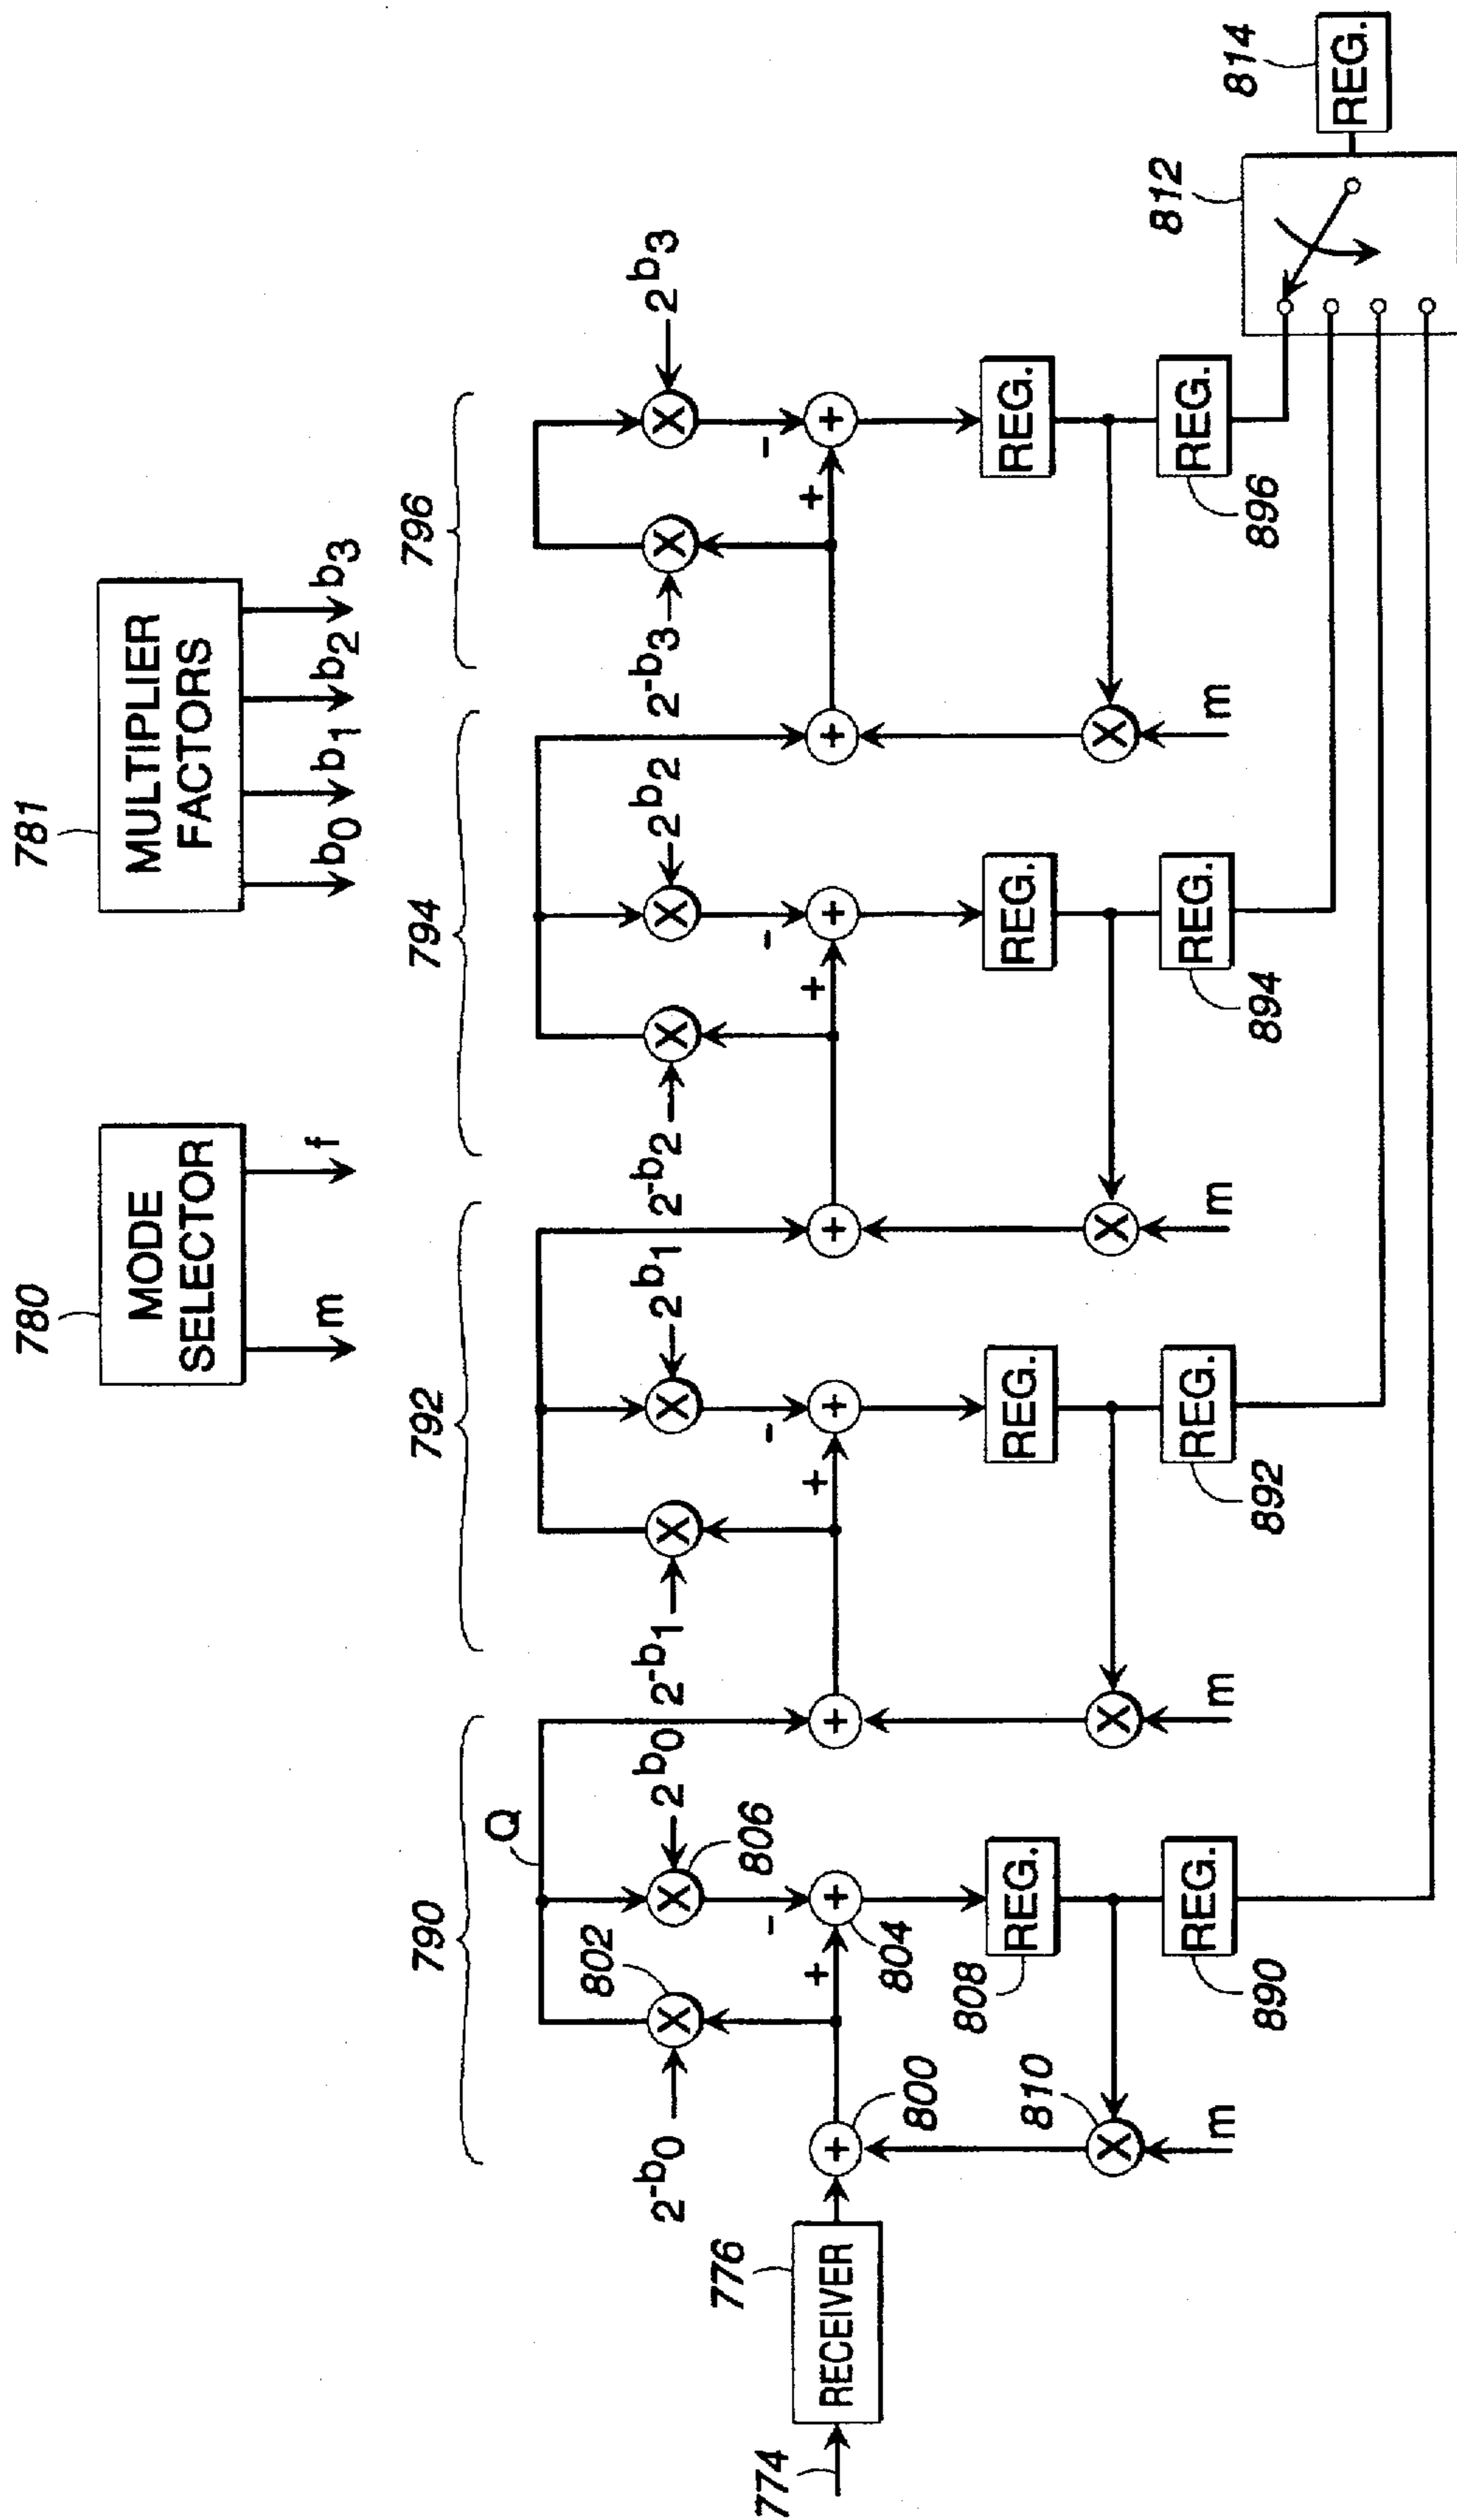 781
MULTIPLIER
FACTORS
b0 b1 b2 b3
780
MODE
SELECTOR
m f
790
792
794
796
Q
2^-b0
802
2^b0
806
2^-b1
2^b1
2^-b2
2^b2
2^-b3
2^b3
774
776
RECEIVER
+
800
X
X
-
+
+
804
+
X
X
-
+
+
+
X
X
-
+
+
+
X
X
-
+
+
808
REG.
REG.
REG.
REG.
810
X
m
X
m
X
m
X
m
REG.
890
REG.
892
REG.
894
REG.
896
812
814
REG.